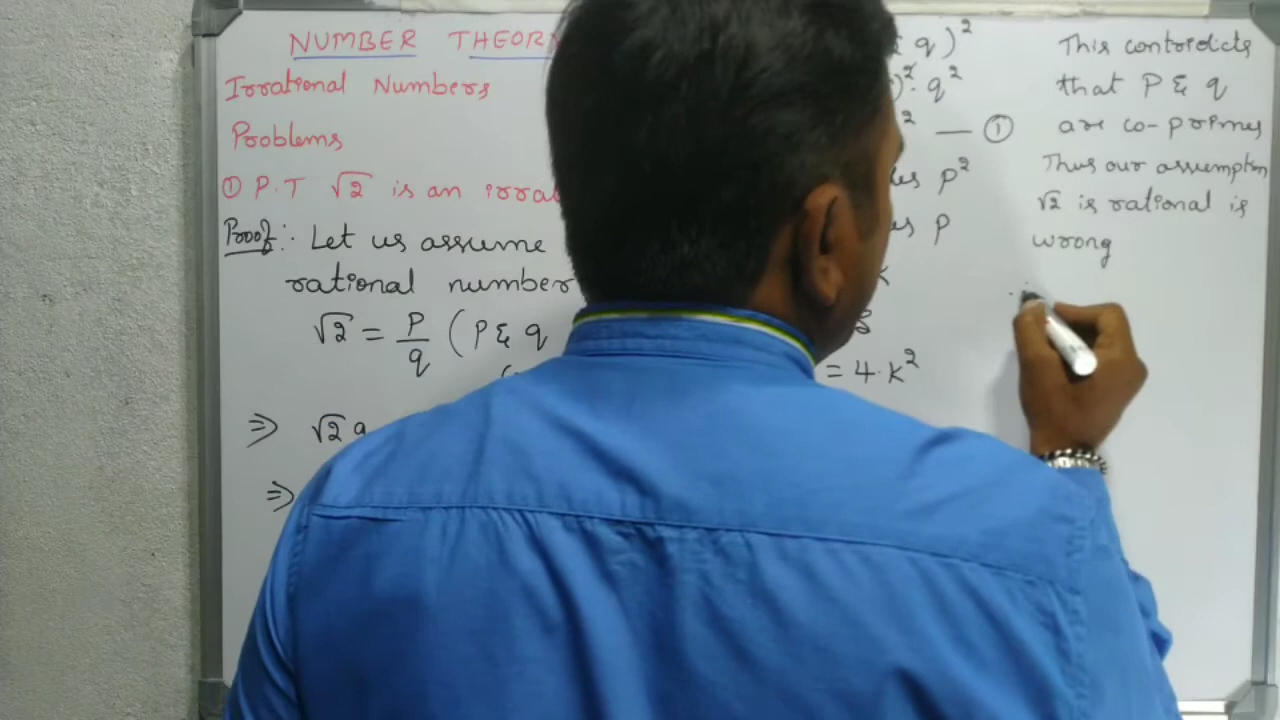 NUMBER THEOR
Irrational Numbers
Problems
① P.T √2 is an irrat
Proof:- Let us assume
rational number
√2 = P/q (P & q
⇒ √2 q
⇒
q)²
)²· q²
² — ①
es P²
es P
k
= 4·k²
This contordicts
that P & q
are co-primes
Thus our assumption
√2 is rational is
wrong